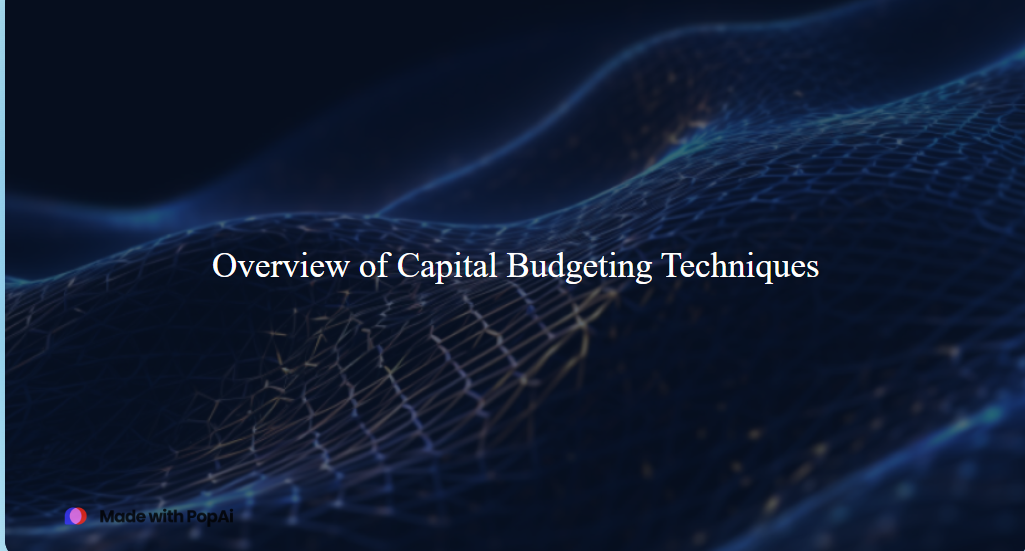 Overview of Capital Budgeting Techniques
Made with PopAi